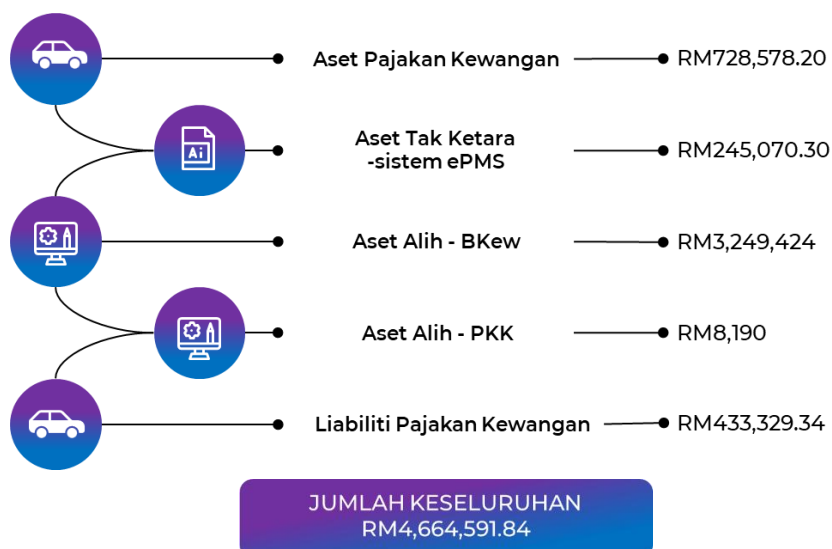 Aset Pajakan Kewangan RM728,578.20
Ai
Aset Tak Ketara
-sistem ePMS
RM245,070.30
Aset Alih - BKew RM3,249,424
Aset Alih - PKK RM8,190
Liabiliti Pajakan Kewangan RM433,329.34
JUMLAH KESELURUHAN
RM4,664,591.84